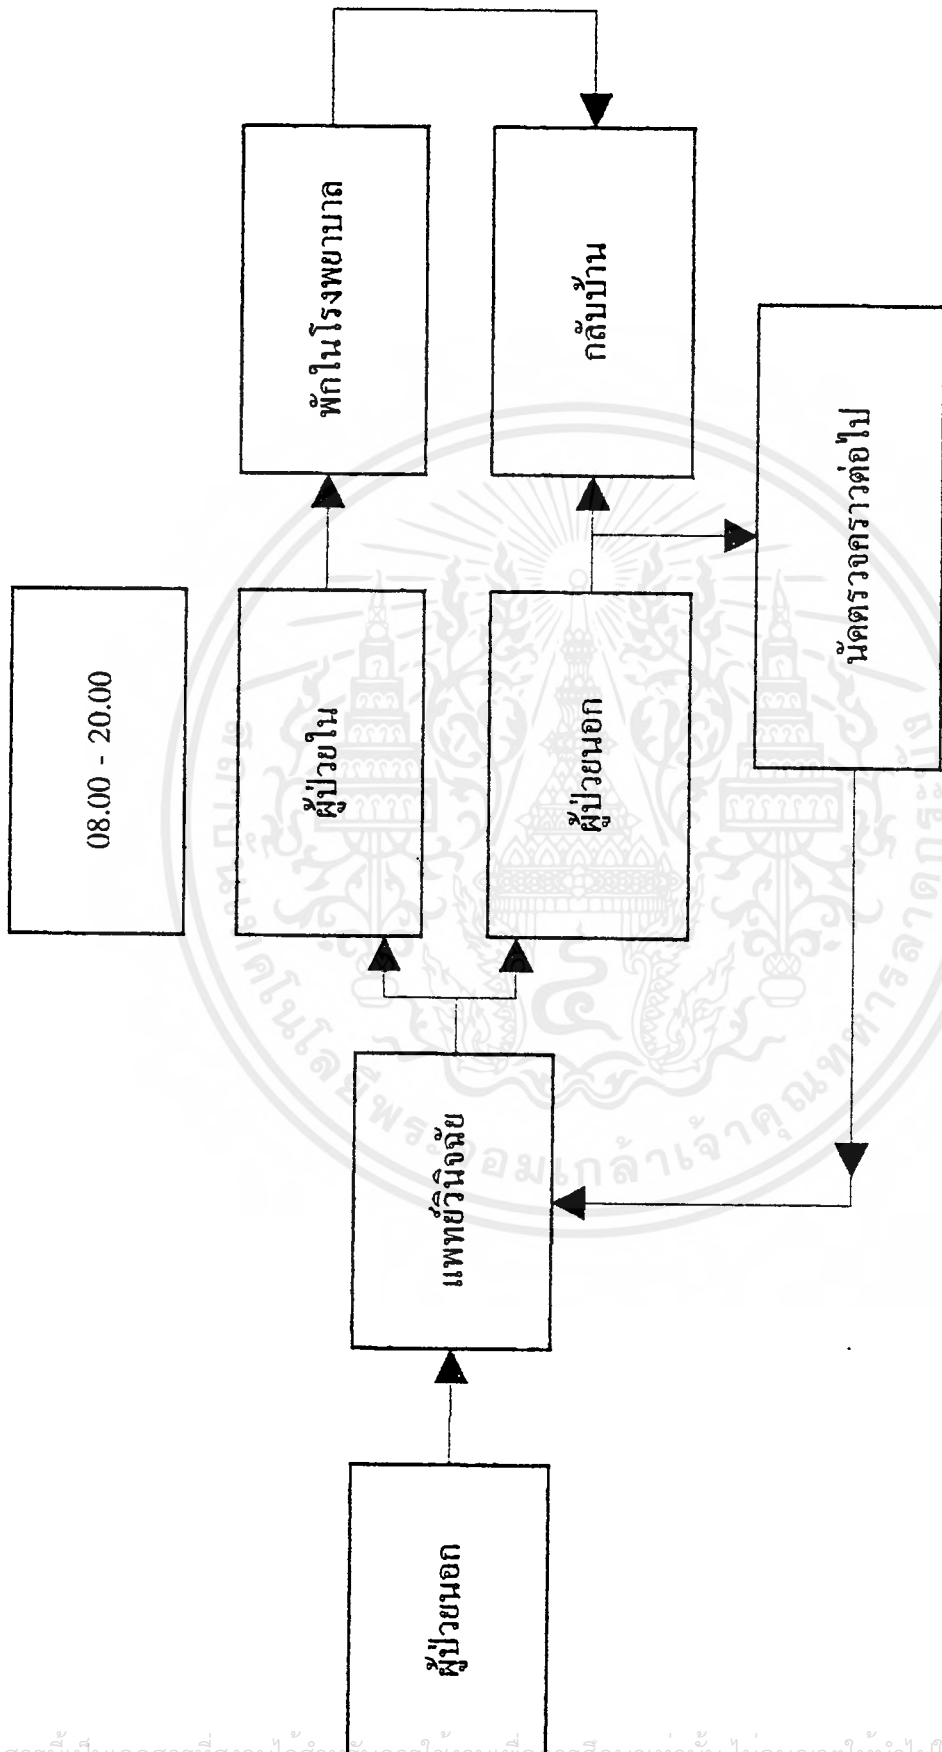 08.00 - 20.00
ผู้ป่วยนอก
แพทย์วินิจฉัย
ผู้ป่วยใน
พักในโรงพยาบาล
ผู้ป่วยนอก
กลับบ้าน
นัดตรวจคราวต่อไป